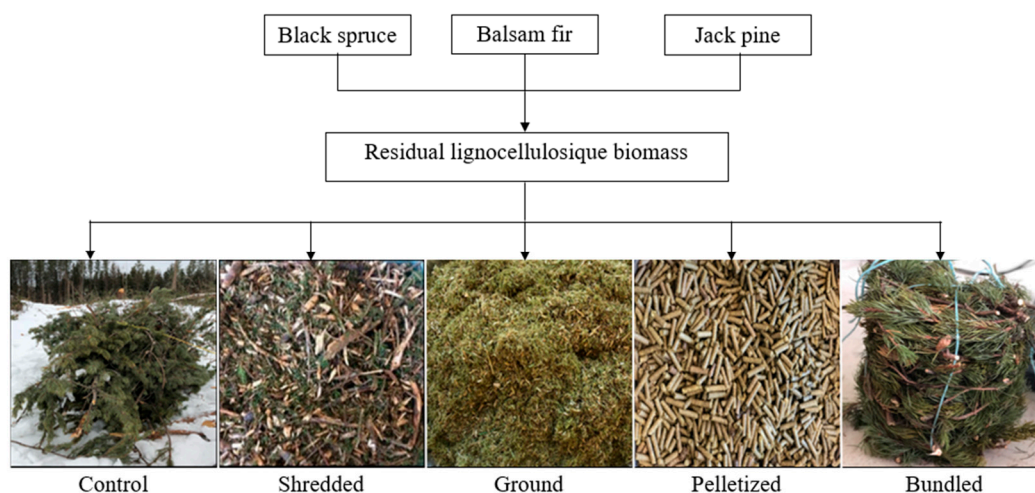 Black spruce
Balsam fir
Jack pine
Residual lignocellulosique biomass
Control
Shredded
Ground
Pelletized
Bundled